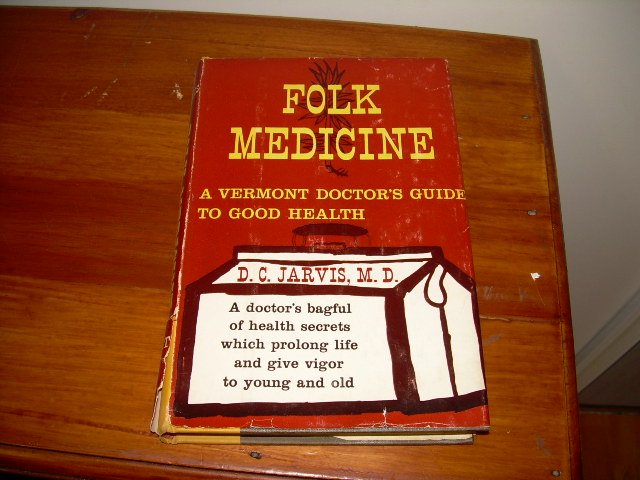 FOLK
MEDICINE
A VERMONT DOCTOR'S GUIDE
TO GOOD HEALTH
D. C. JARVIS, M. D.
A doctor's bagful
of health secrets
which prolong life
and give vigor
to young and old